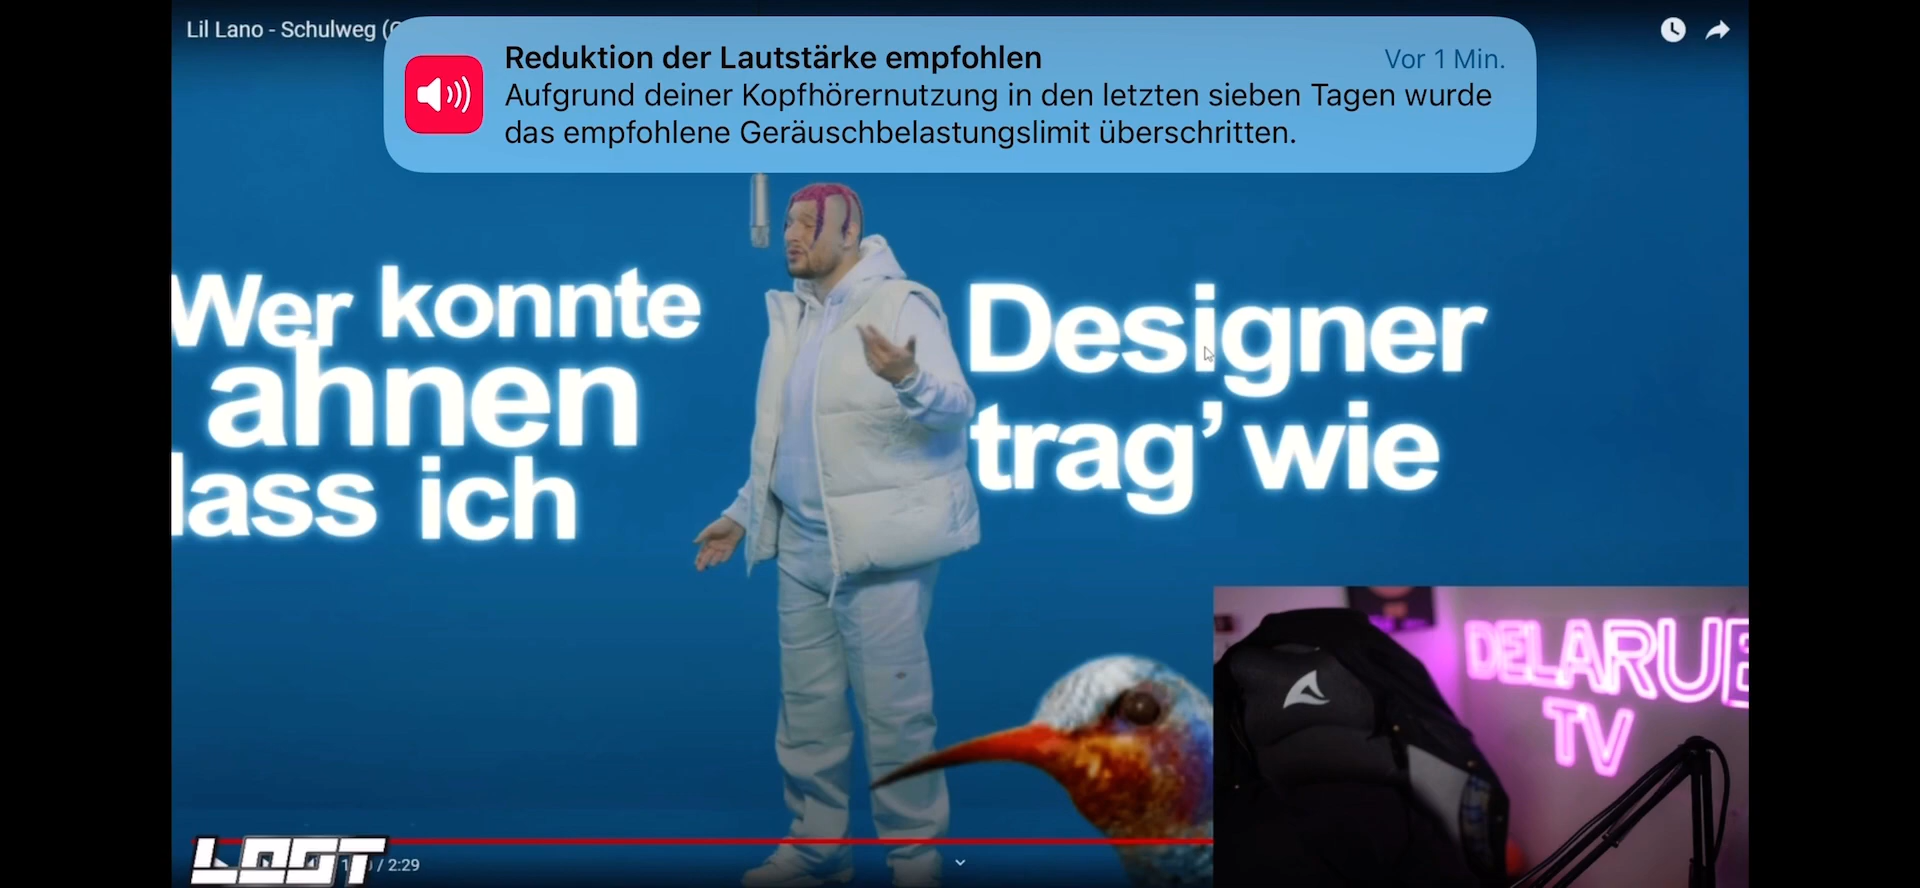 Lil Lano - Schulweg (
Reduktion der Lautstärke empfohlen
Vor 1 Min.
Aufgrund deiner Kopfhörernutzung in den letzten sieben Tagen wurde
das empfohlene Geräuschbelastungslimit überschritten.
Wer konnte
ahnen
dass ich
Designer
trag’ wie
DELARUE
TV
LOST
/ 2:29